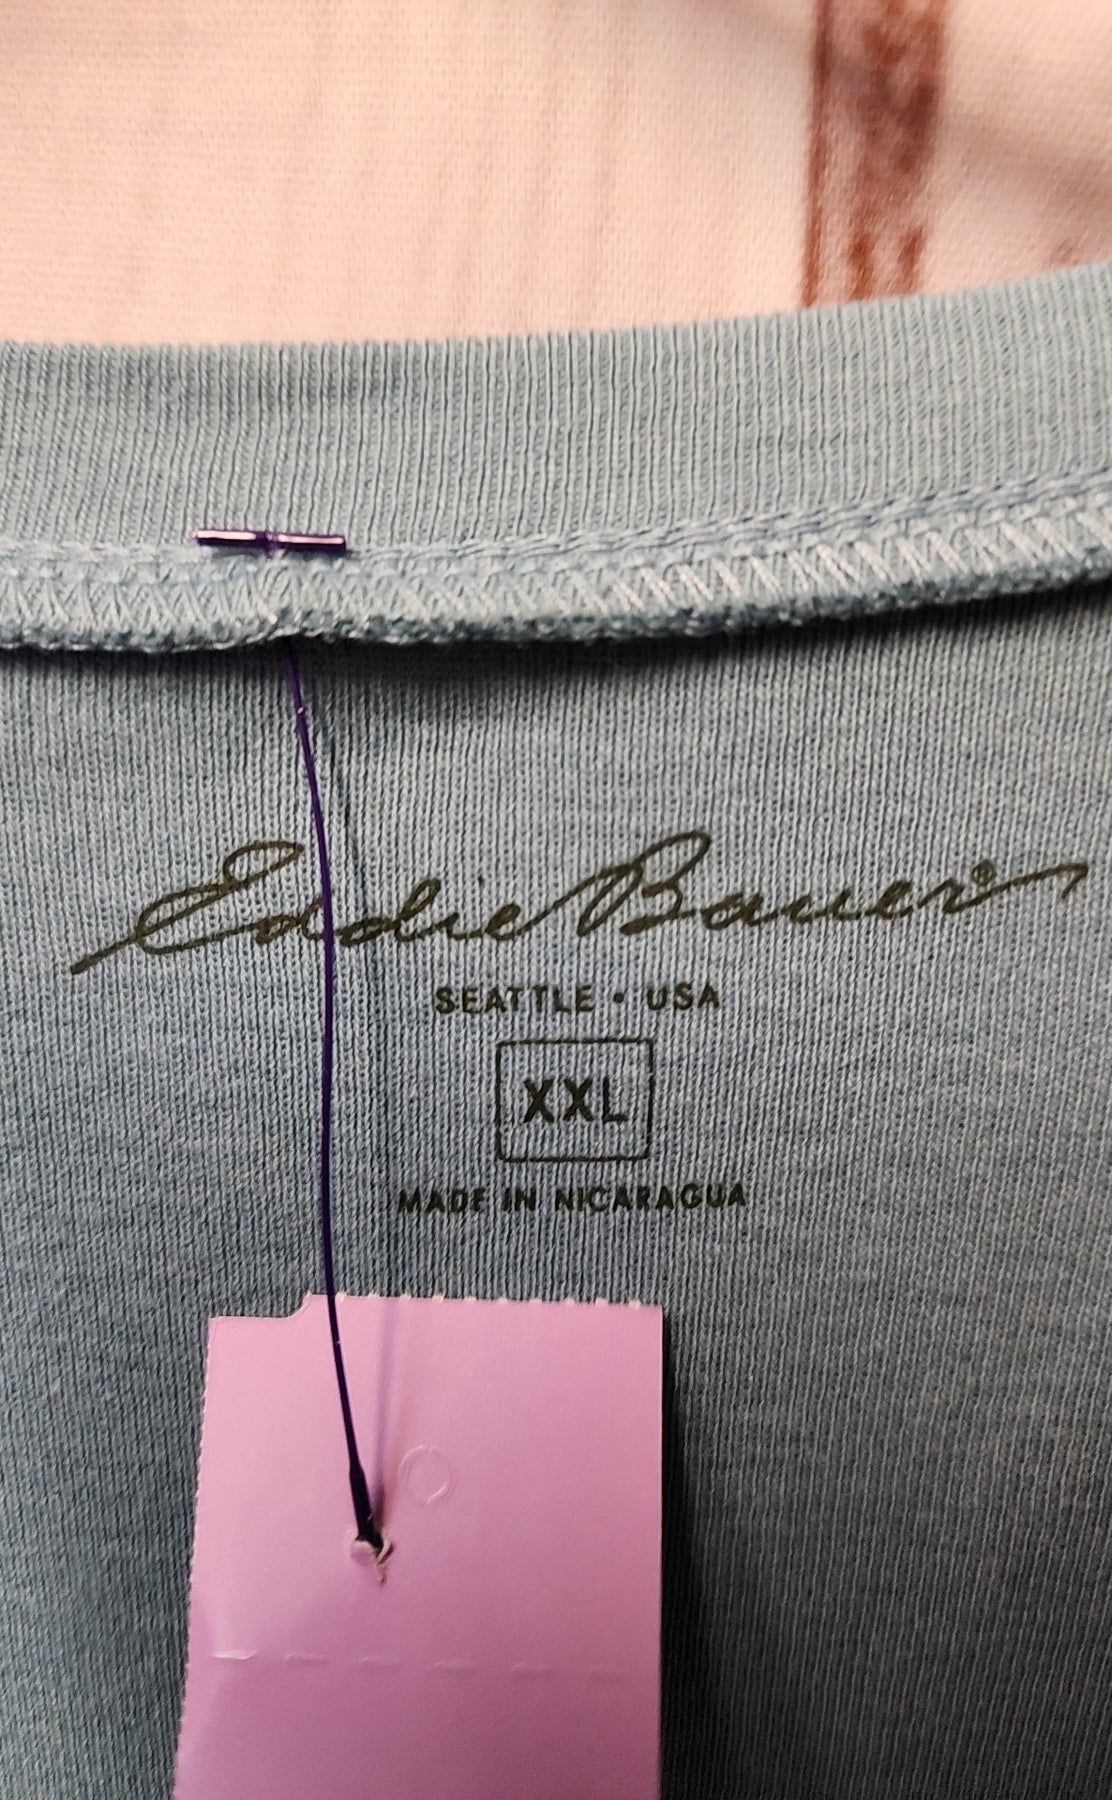 Eddie Bauer®
SEATTLE • USA
XXL
MADE IN NICARAGUA